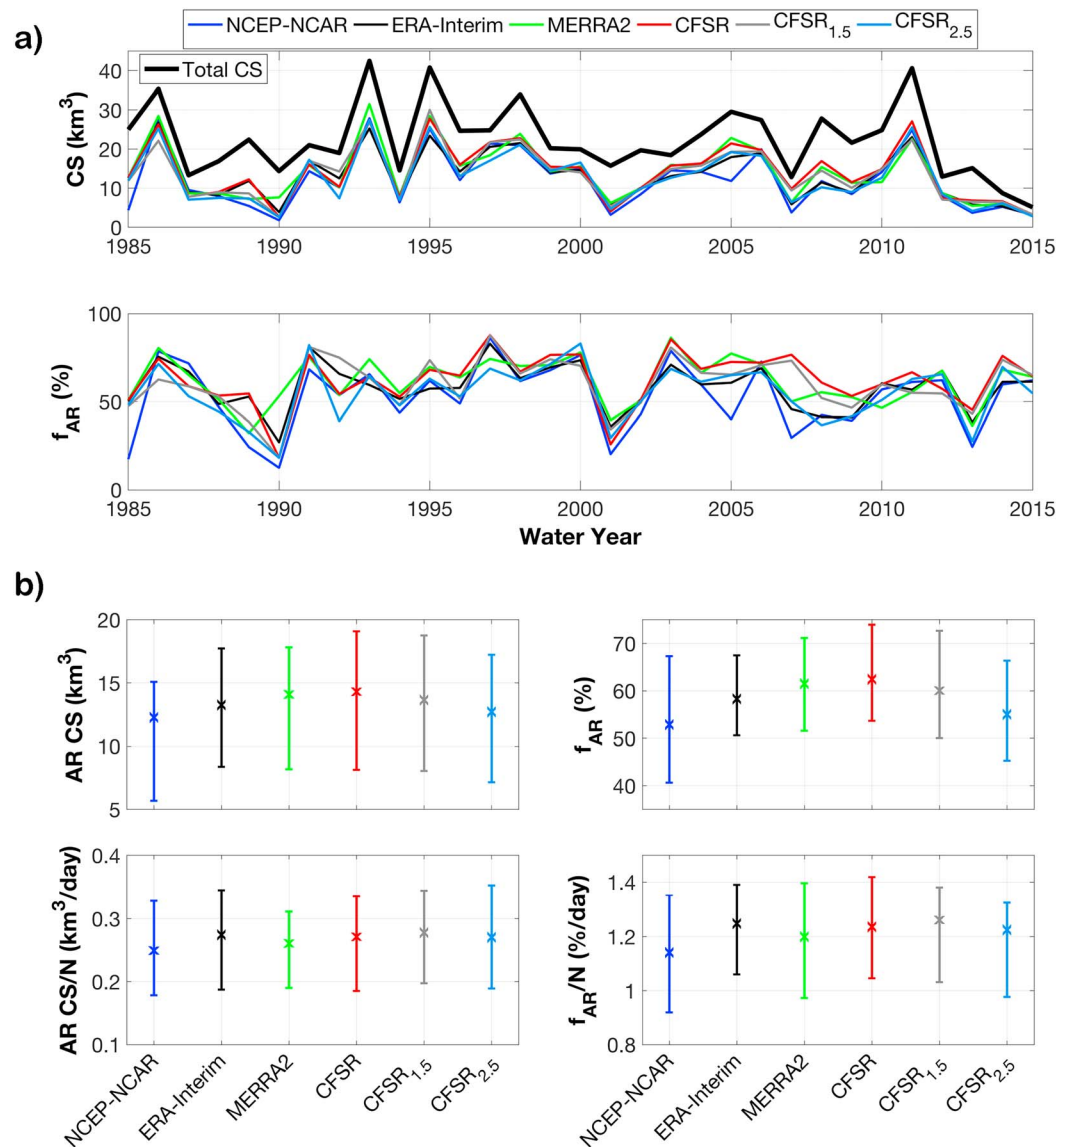 NCEP-NCAR ERA-Interim MERRA2 CFSR CFSR1.5 CFSR2.5
a)
Total CS
CS (km3)
40
30
20
10
0
1985 1990 1995 2000 2005 2010 2015
fAR (%)
100
50
0
1985 1990 1995 2000 2005 2010 2015
Water Year
b)
AR CS (km3)
20
15
10
5
fAR (%)
70
60
50
40
AR CS/N (km3/day)
0.4
0.3
0.2
0.1
NCEP-NCAR ERA-Interim MERRA2 CFSR CFSR1.5 CFSR2.5
fAR/N (%/day)
1.4
1.2
1
0.8
NCEP-NCAR ERA-Interim MERRA2 CFSR CFSR1.5 CFSR2.5